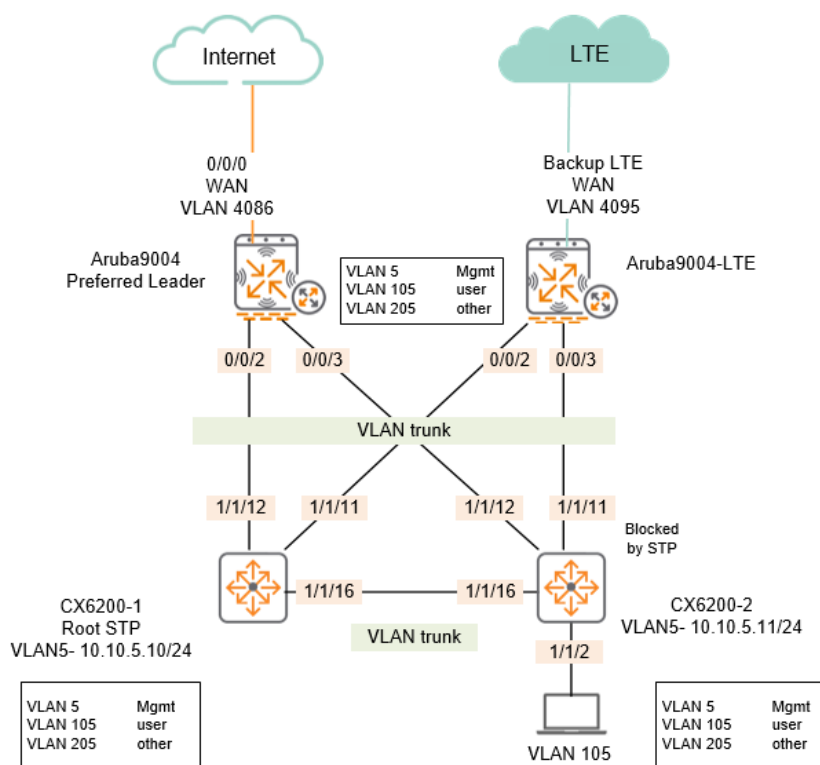 Internet
LTE
0/0/0
WAN
VLAN 4086
Backup LTE
WAN
VLAN 4095
Aruba9004
Preferred Leader
VLAN 5 Mgmt
VLAN 105 user
VLAN 205 other
Aruba9004-LTE
0/0/2
0/0/3
0/0/2
0/0/3
VLAN trunk
1/1/12
1/1/11
1/1/12
1/1/11
Blocked
by STP
1/1/16
1/1/16
CX6200-1
Root STP
VLAN5- 10.10.5.10/24
VLAN trunk
CX6200-2
VLAN5- 10.10.5.11/24
1/1/2
VLAN 5 Mgmt
VLAN 105 user
VLAN 205 other
VLAN 105
VLAN 5 Mgmt
VLAN 105 user
VLAN 205 other